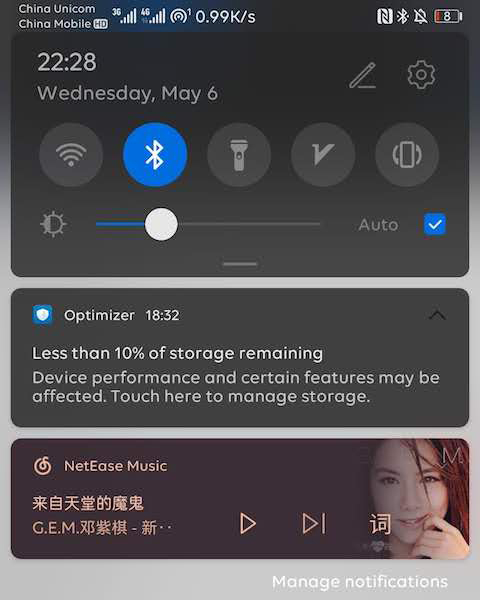 China Unicom
China Mobile HD
3G 4G 1 0.99K/s 8
22:28
Wednesday, May 6
Auto
Optimizer 18:32
Less than 10% of storage remaining
Device performance and certain features may be
affected. Touch here to manage storage.
NetEase Music
来自天堂的魔鬼
G.E.M.邓紫棋 - 新··
词
Manage notifications